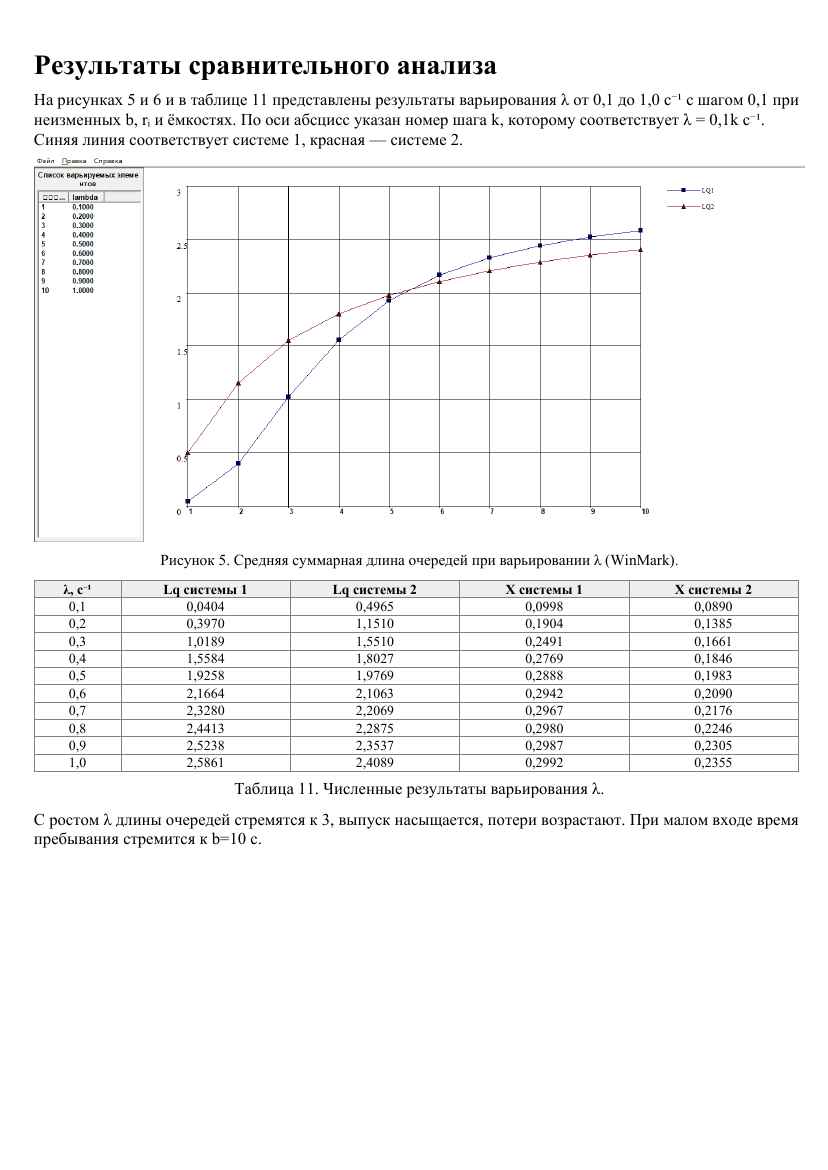 Результаты сравнительного анализа
На рисунках 5 и 6 и в таблице 11 представлены результаты варьирования λ от 0,1 до 1,0 с⁻¹ с шагом 0,1 при
неизменных b, rᵢ и ёмкостях. По оси абсцисс указан номер шага k, которому соответствует λ = 0,1k с⁻¹.
Синяя линия соответствует системе 1, красная — системе 2.
Файл Правка Справка
Список варьируемых элеме
нтов
□□□... lambda
1 0.1000
2 0.2000
3 0.3000
4 0.4000
5 0.5000
6 0.6000
7 0.7000
8 0.8000
9 0.9000
10 1.0000
3
2.5
2
1.5
1
0.5
0
1 2 3 4 5 6 7 8 9 10
LQ1
LQ2
Рисунок 5. Средняя суммарная длина очередей при варьировании λ (WinMark).
λ, с⁻¹ Lq системы 1 Lq системы 2 X системы 1 X системы 2
0,1 0,0404 0,4965 0,0998 0,0890
0,2 0,3970 1,1510 0,1904 0,1385
0,3 1,0189 1,5510 0,2491 0,1661
0,4 1,5584 1,8027 0,2769 0,1846
0,5 1,9258 1,9769 0,2888 0,1983
0,6 2,1664 2,1063 0,2942 0,2090
0,7 2,3280 2,2069 0,2967 0,2176
0,8 2,4413 2,2875 0,2980 0,2246
0,9 2,5238 2,3537 0,2987 0,2305
1,0 2,5861 2,4089 0,2992 0,2355
Таблица 11. Численные результаты варьирования λ.
С ростом λ длины очередей стремятся к 3, выпуск насыщается, потери возрастают. При малом входе время
пребывания стремится к b=10 с.